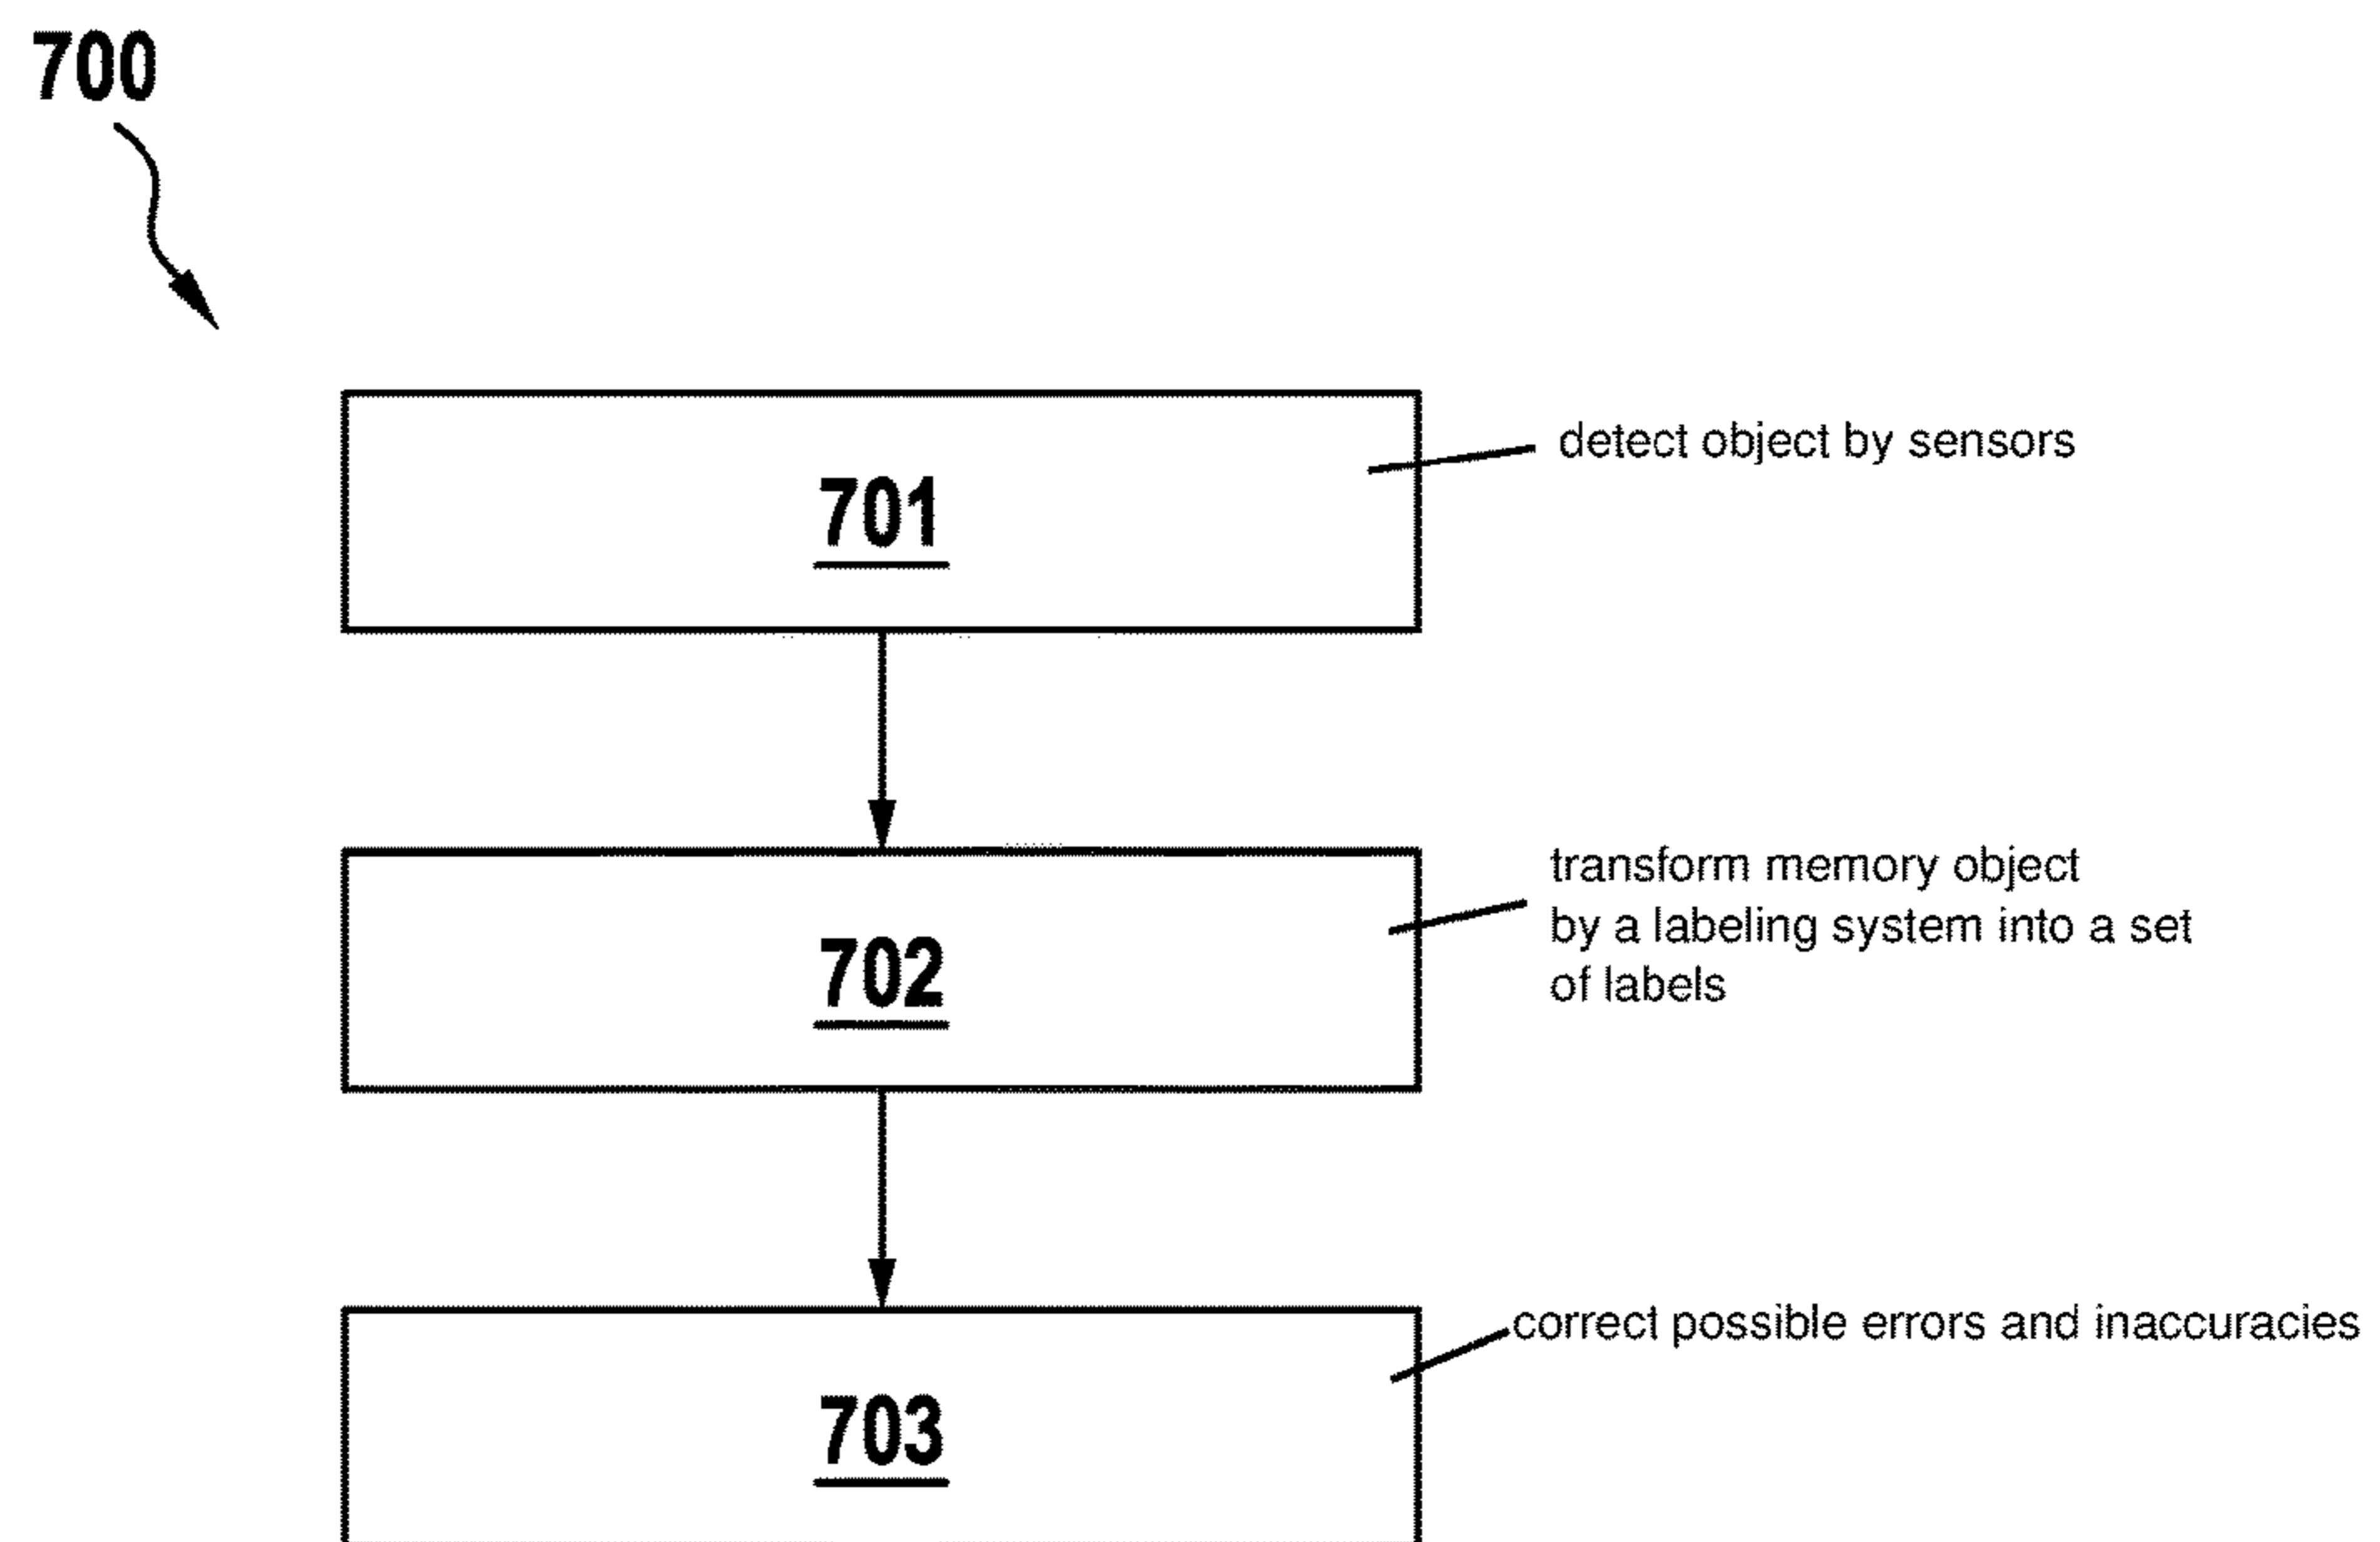 700
detect object by sensors
701
transform memory object
by a labeling system into a set
of labels
702
correct possible errors and inaccuracies
703